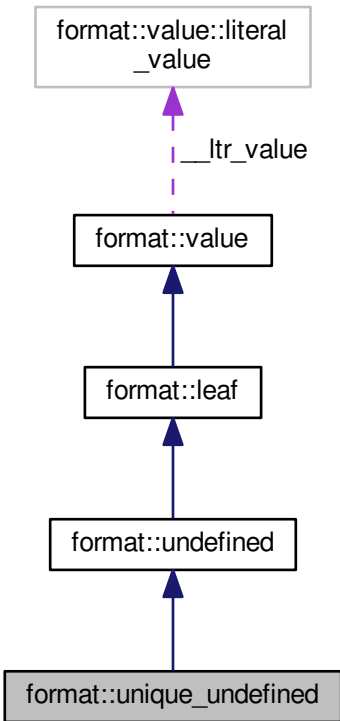 format::value::literal
_value
__ltr_value
format::value
format::leaf
format::undefined
format::unique_undefined